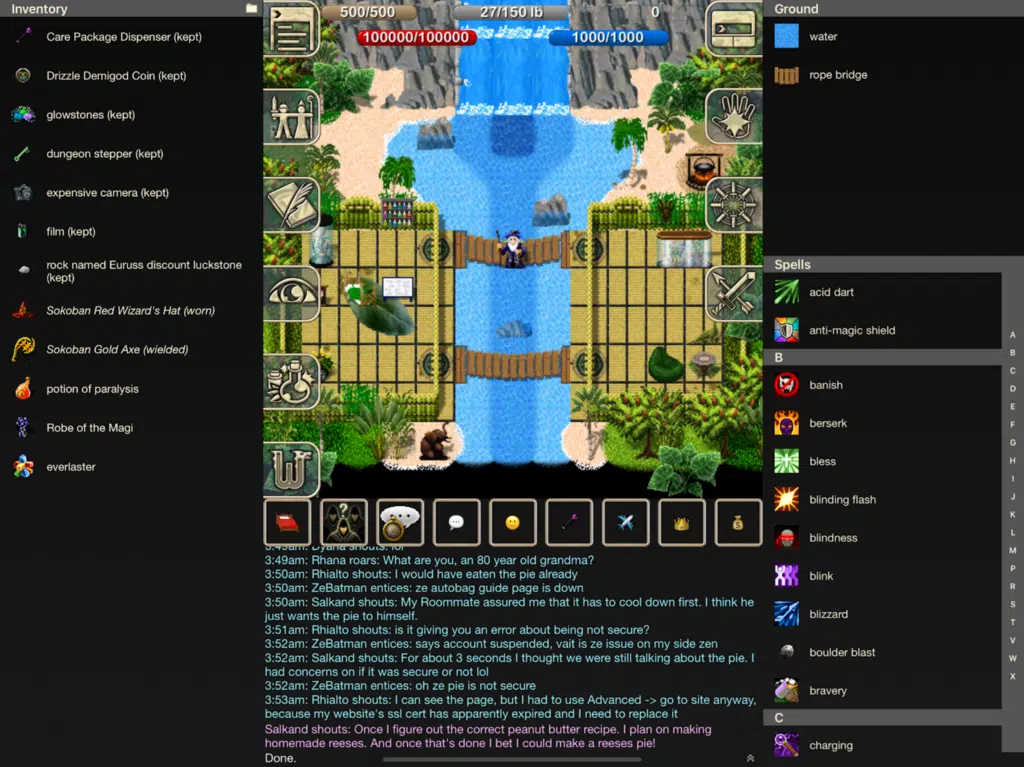 Inventory
Care Package Dispenser (kept)
Drizzle Demigod Coin (kept)
glowstones (kept)
dungeon stepper (kept)
expensive camera (kept)
film (kept)
rock named Euruss discount luckstone
(kept)
Sokoban Red Wizard's Hat (worn)
Sokoban Gold Axe (wielded)
potion of paralysis
Robe of the Magi
everlaster
500/500
27/150 lb
0
100000/100000
1000/1000
3:49am: Dyana shouts: lol
3:49am: Rhana roars: What are you, an 80 year old grandma?
3:50am: Rhialto shouts: I would have eaten the pie already
3:50am: ZeBatman entices: ze autobag guide page is down
3:50am: Salkand shouts: My Roommate assured me that it has to cool down first. I think he
just wants the pie to himself.
3:51am: Rhialto shouts: is it giving you an error about being not secure?
3:52am: ZeBatman entices: says account suspended, vait is ze issue on my side zen
3:52am: Salkand shouts: For about 3 seconds I thought we were still talking about the pie. I
had concerns on if it was secure or not lol
3:52am: ZeBatman entices: oh ze pie is not secure
3:53am: Rhialto shouts: I can see the page, but I had to use Advanced -> go to site anyway,
because my website's ssl cert has apparently expired and I need to replace it
Salkand shouts: Once I figure out the correct peanut butter recipe. I plan on making
homemade reeses. And once that's done I bet I could make a reeses pie!
Done.
Ground
water
rope bridge
Spells
acid dart
anti-magic shield
B
banish
berserk
bless
blinding flash
blindness
blink
blizzard
boulder blast
bravery
C
charging
A
B
C
D
E
F
G
H
I
J
K
L
M
P
R
S
T
V
W
X